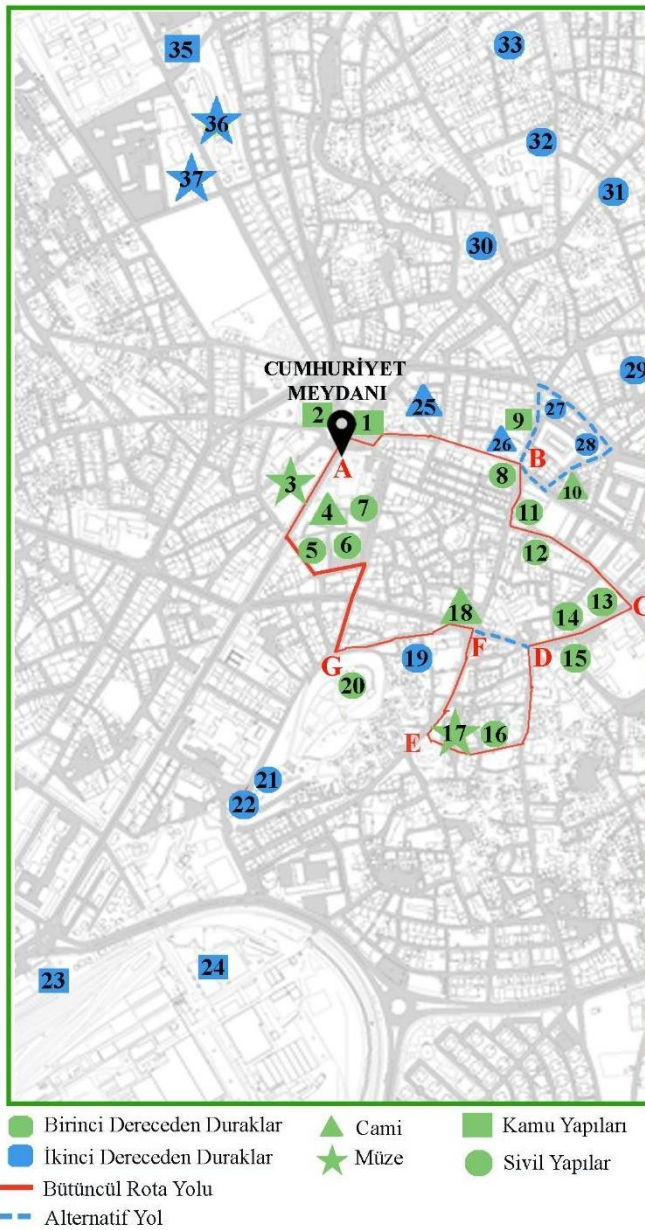 35
33
36
32
37
31
30
29
CUMHURİYET
MEYDANI
25
27
2
1
9
26
28
A
B
8
10
3
4
7
11
5
6
12
13
C
18
14
F
D
G
19
15
20
E
17
16
21
22
24
23
Birinci Dereceden Duraklar
Cami
Kamu Yapıları
İkinci Dereceden Duraklar
Müze
Sivil Yapılar
Bütüncül Rota Yolu
Alternatif Yol